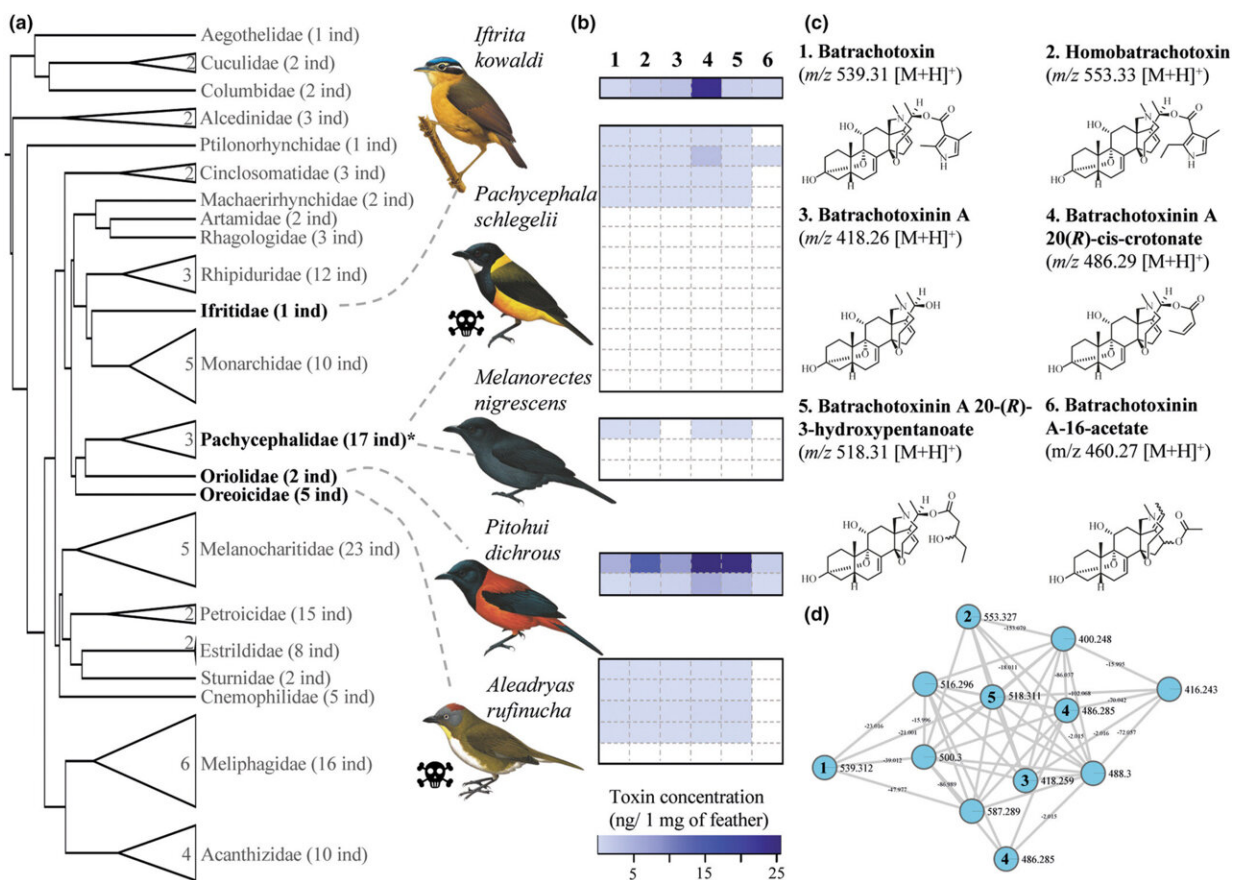 (a)
Aegothelidae (1 ind)
2 Cuculidae (2 ind)
Columbidae (2 ind)
2 Alcedinidae (3 ind)
Ptilonorhynchidae (1 ind)
2 Cinclosomatidae (3 ind)
Machaerirhynchidae (2 ind)
Artamidae (2 ind)
Rhagologidae (3 ind)
3 Rhipiduridae (12 ind)
Ifritidae (1 ind)
5 Monarchidae (10 ind)
3 Pachycephalidae (17 ind)*
Oriolidae (2 ind)
Oreoicidae (5 ind)
5 Melanocharitidae (23 ind)
2 Petroicidae (15 ind)
2 Estrildidae (8 ind)
Sturnidae (2 ind)
Cnemophilidae (5 ind)
6 Meliphagidae (16 ind)
4 Acanthizidae (10 ind)
Ifrita
kowaldi
Pachycephala
schlegelii
Melanorectes
nigrescens
Pitohui
dichrous
Aleadryas
rufinucha
(b)
1 2 3 4 5 6
Toxin concentration
(ng/ 1 mg of feather)
5 15 25
(c)
1. Batrachotoxin
(m/z 539.31 [M+H]+)
2. Homobatrachotoxin
(m/z 553.33 [M+H]+)
3. Batrachotoxinin A
(m/z 418.26 [M+H]+)
4. Batrachotoxinin A
20(R)-cis-crotonate
(m/z 486.29 [M+H]+)
5. Batrachotoxinin A 20-(R)-
3-hydroxypentanoate
(m/z 518.31 [M+H]+)
6. Batrachotoxinin
A-16-acetate
(m/z 460.27 [M+H]+)
(d)
2 553.327
400.248
516.296
5 518.311
4 486.285
416.243
1 539.312
500.3
3 418.259
488.3
587.289
4 486.285